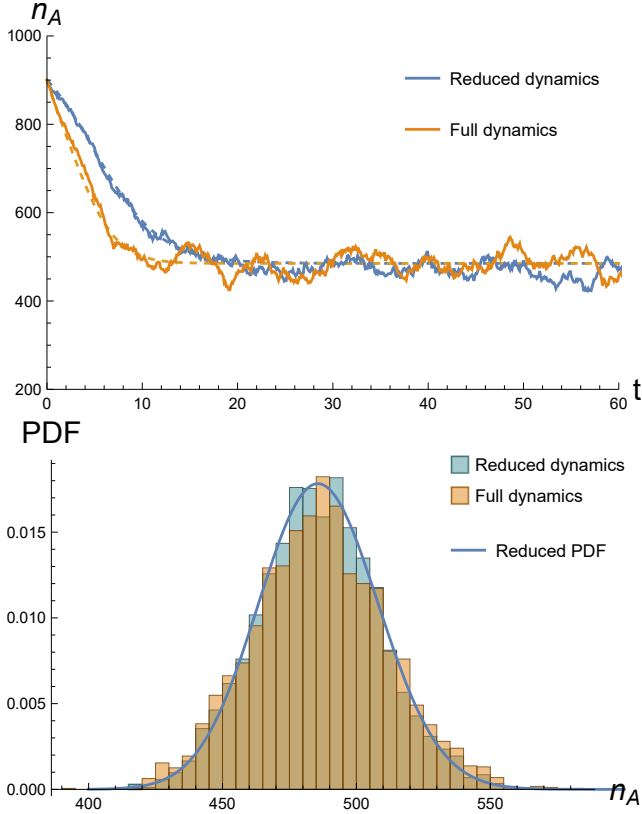 n_A
1000
800
600
400
200
0
10
20
30
40
50
60
t
Reduced dynamics
Full dynamics
PDF
0.015
0.010
0.005
0.000
400
450
500
550
n_A
Reduced dynamics
Full dynamics
Reduced PDF